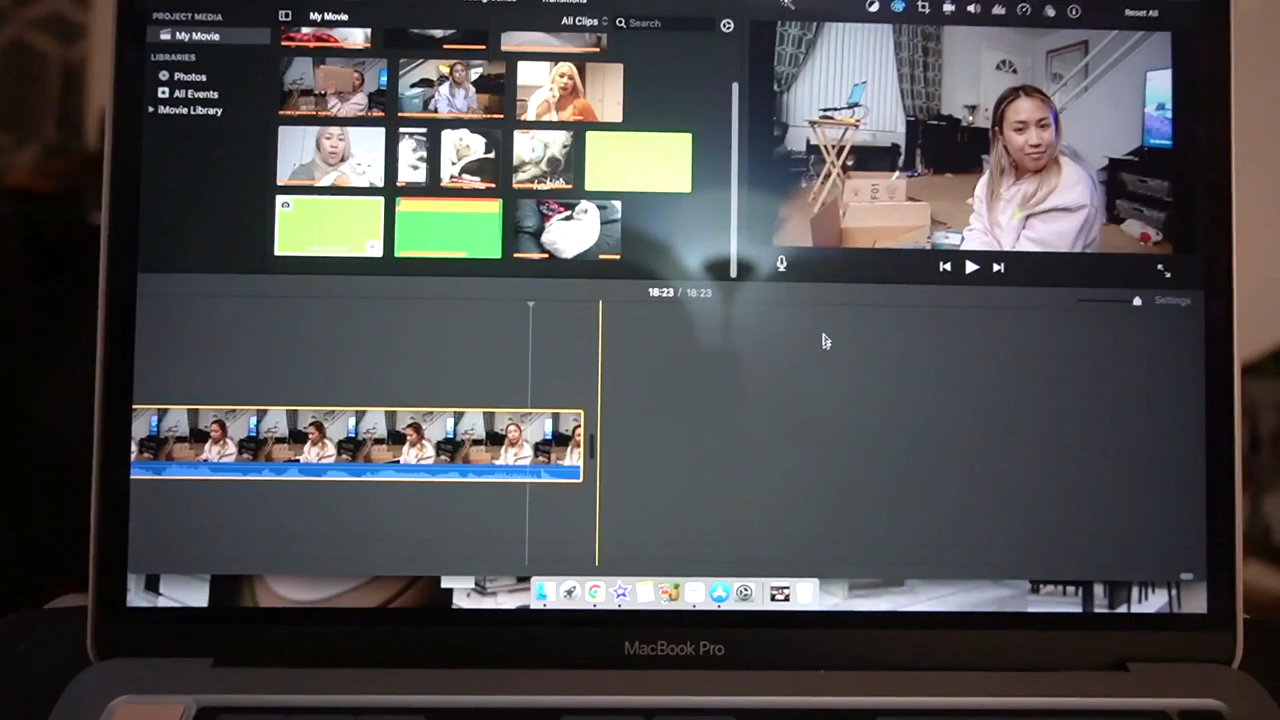 PROJECT MEDIA
My Movie
All Clips
Search
Reset All
My Movie
LIBRARIES
Photos
All Events
iMovie Library
F01
18:23 / 18:23
Settings
MacBook Pro